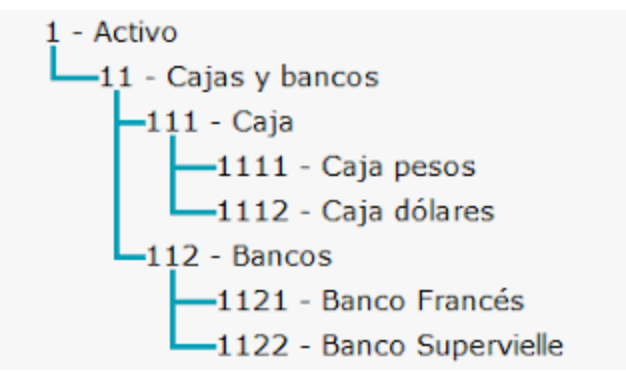 1 - Activo
11 - Cajas y bancos
111 - Caja
1111 - Caja pesos
1112 - Caja dólares
112 - Bancos
1121 - Banco Francés
1122 - Banco Supervielle